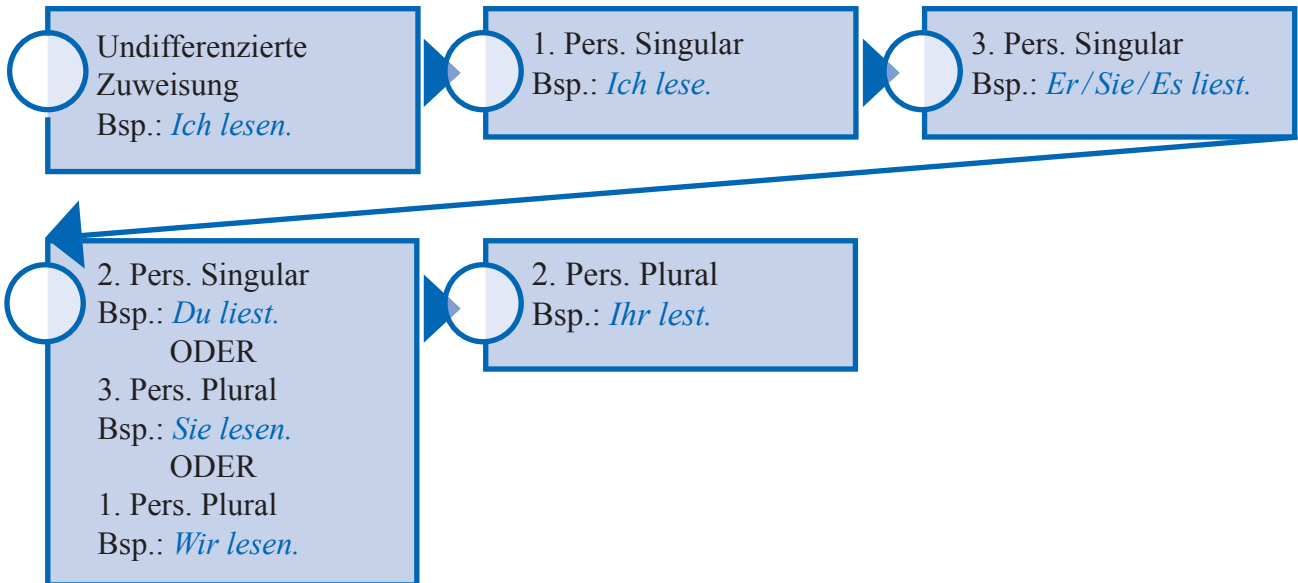 Undifferenzierte
Zuweisung
Bsp.: Ich lesen.
1. Pers. Singular
Bsp.: Ich lese.
3. Pers. Singular
Bsp.: Er/Sie/Es liest.
2. Pers. Singular
Bsp.: Du liest.
ODER
3. Pers. Plural
Bsp.: Sie lesen.
ODER
1. Pers. Plural
Bsp.: Wir lesen.
2. Pers. Plural
Bsp.: Ihr lest.